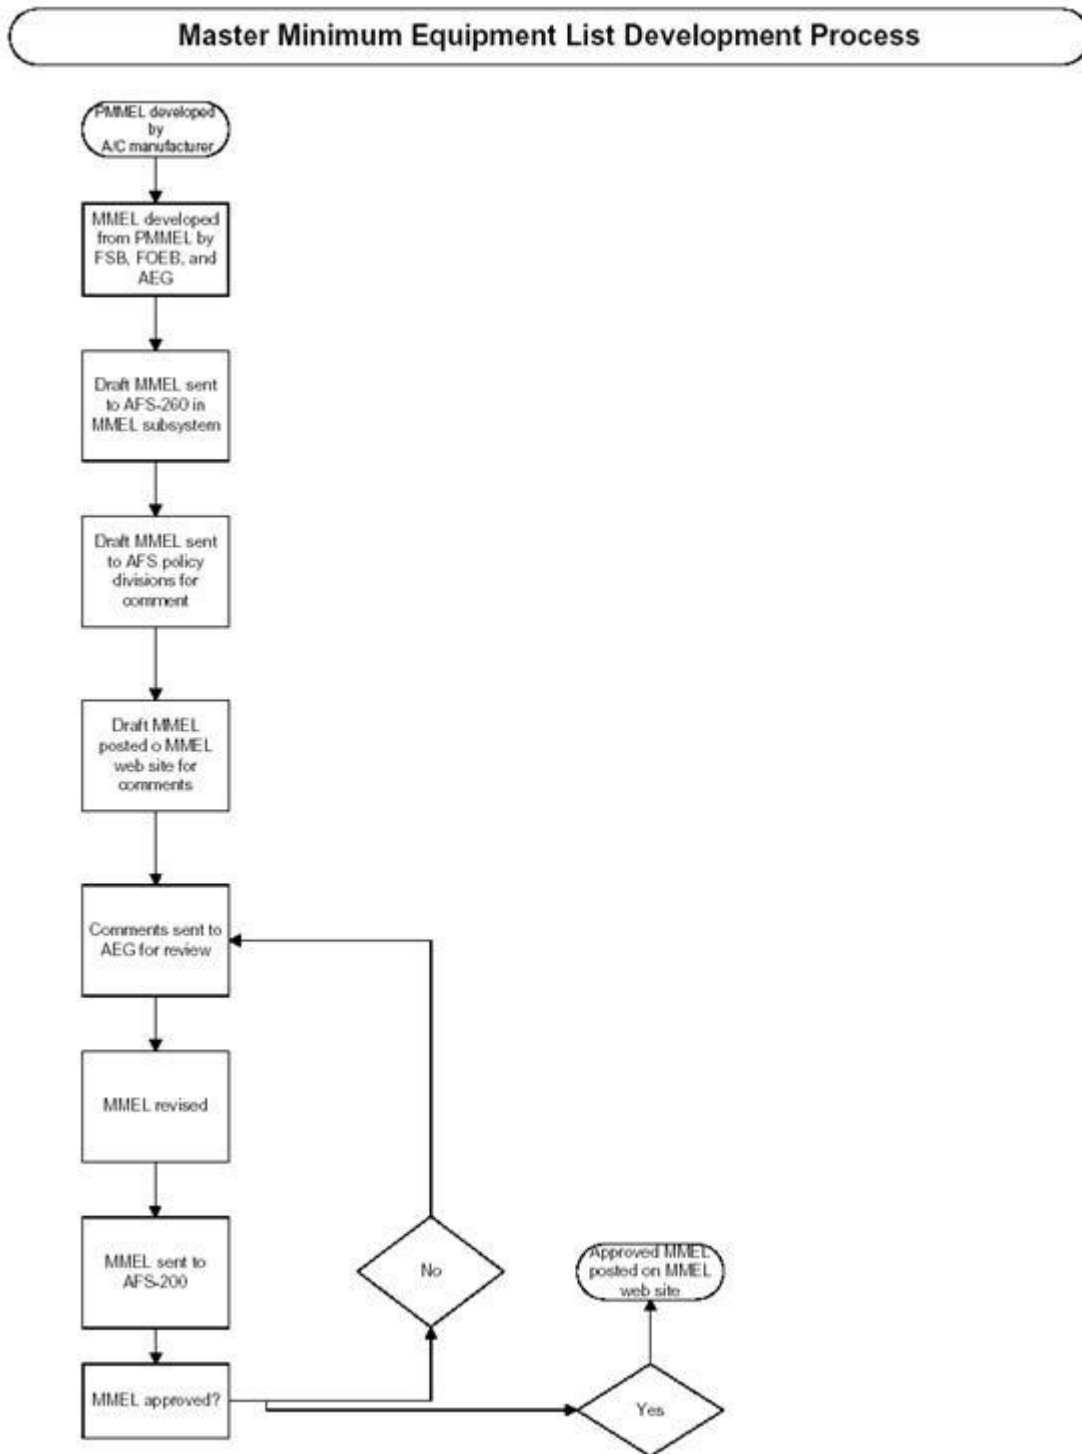 Master Minimum Equipment List Development Process
PMMEL developed
by
A/C manufacturer
MMEL developed
from PMMEL by
FSB, FOEB, and
AEG
Draft MMEL sent
to AFS-260 in
MMEL subsystem
Draft MMEL sent
to AFS policy
divisions for
comment
Draft MMEL
posted o MMEL
web site for
comments
Comments sent to
AEG for review
MMEL revised
MMEL sent to
AFS-200
No
Approved MMEL
posted on MMEL
web site
MMEL approved?
Yes